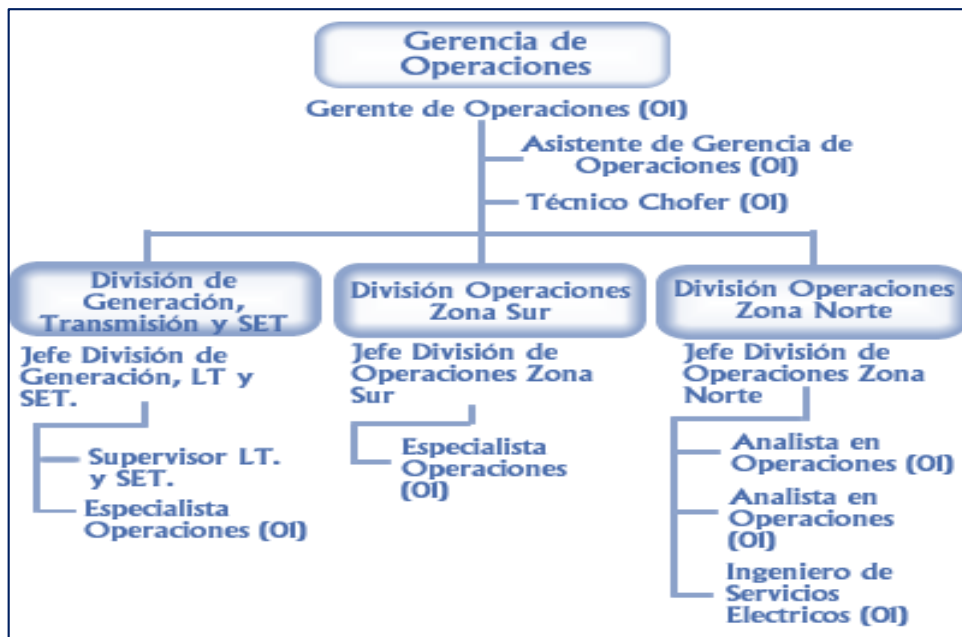 Gerencia de
Operaciones
Gerente de Operaciones (01)
Asistente de Gerencia de
Operaciones (01)
Técnico Chofer (01)
División de
Generación,
Transmisión y SET
Jefe División de
Generación, LT y
SET.
Supervisor LT.
y SET.
Especialista
Operaciones (01)
División Operaciones
Zona Sur
Jefe División de
Operaciones Zona
Sur
Especialista
Operaciones
(01)
División Operaciones
Zona Norte
Jefe División de
Operaciones Zona
Norte
Analista en
Operaciones (01)
Analista en
Operaciones
(01)
Ingeniero de
Servicios
Electricos (01)